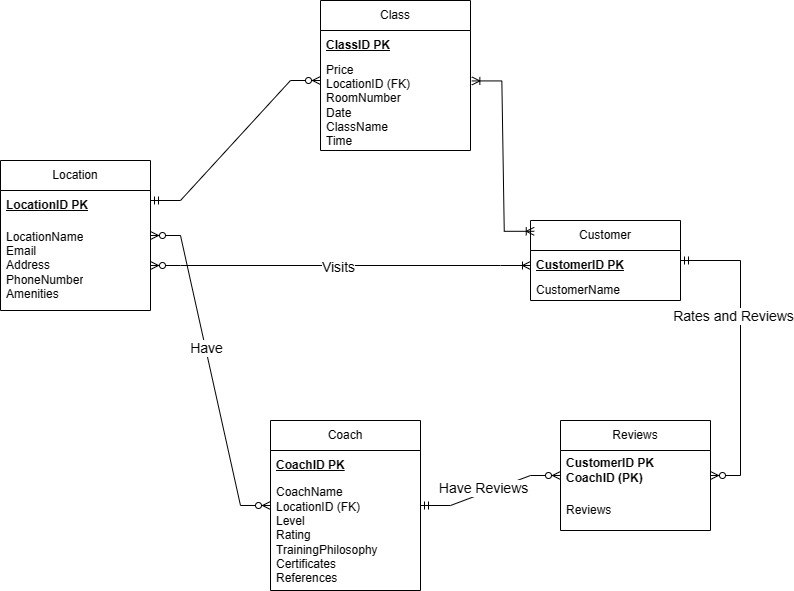 Class
ClassID PK
Price
LocationID (FK)
RoomNumber
Date
ClassName
Time
Location
LocationID PK
LocationName
Email
Address
PhoneNumber
Amenities
Customer
CustomerID PK
CustomerName
Visits
Rates and Reviews
Have
Coach
CoachID PK
CoachName
LocationID (FK)
Level
Rating
TrainingPhilosophy
Certificates
References
Have Reviews
Reviews
CustomerID PK
CoachID (PK)
Reviews